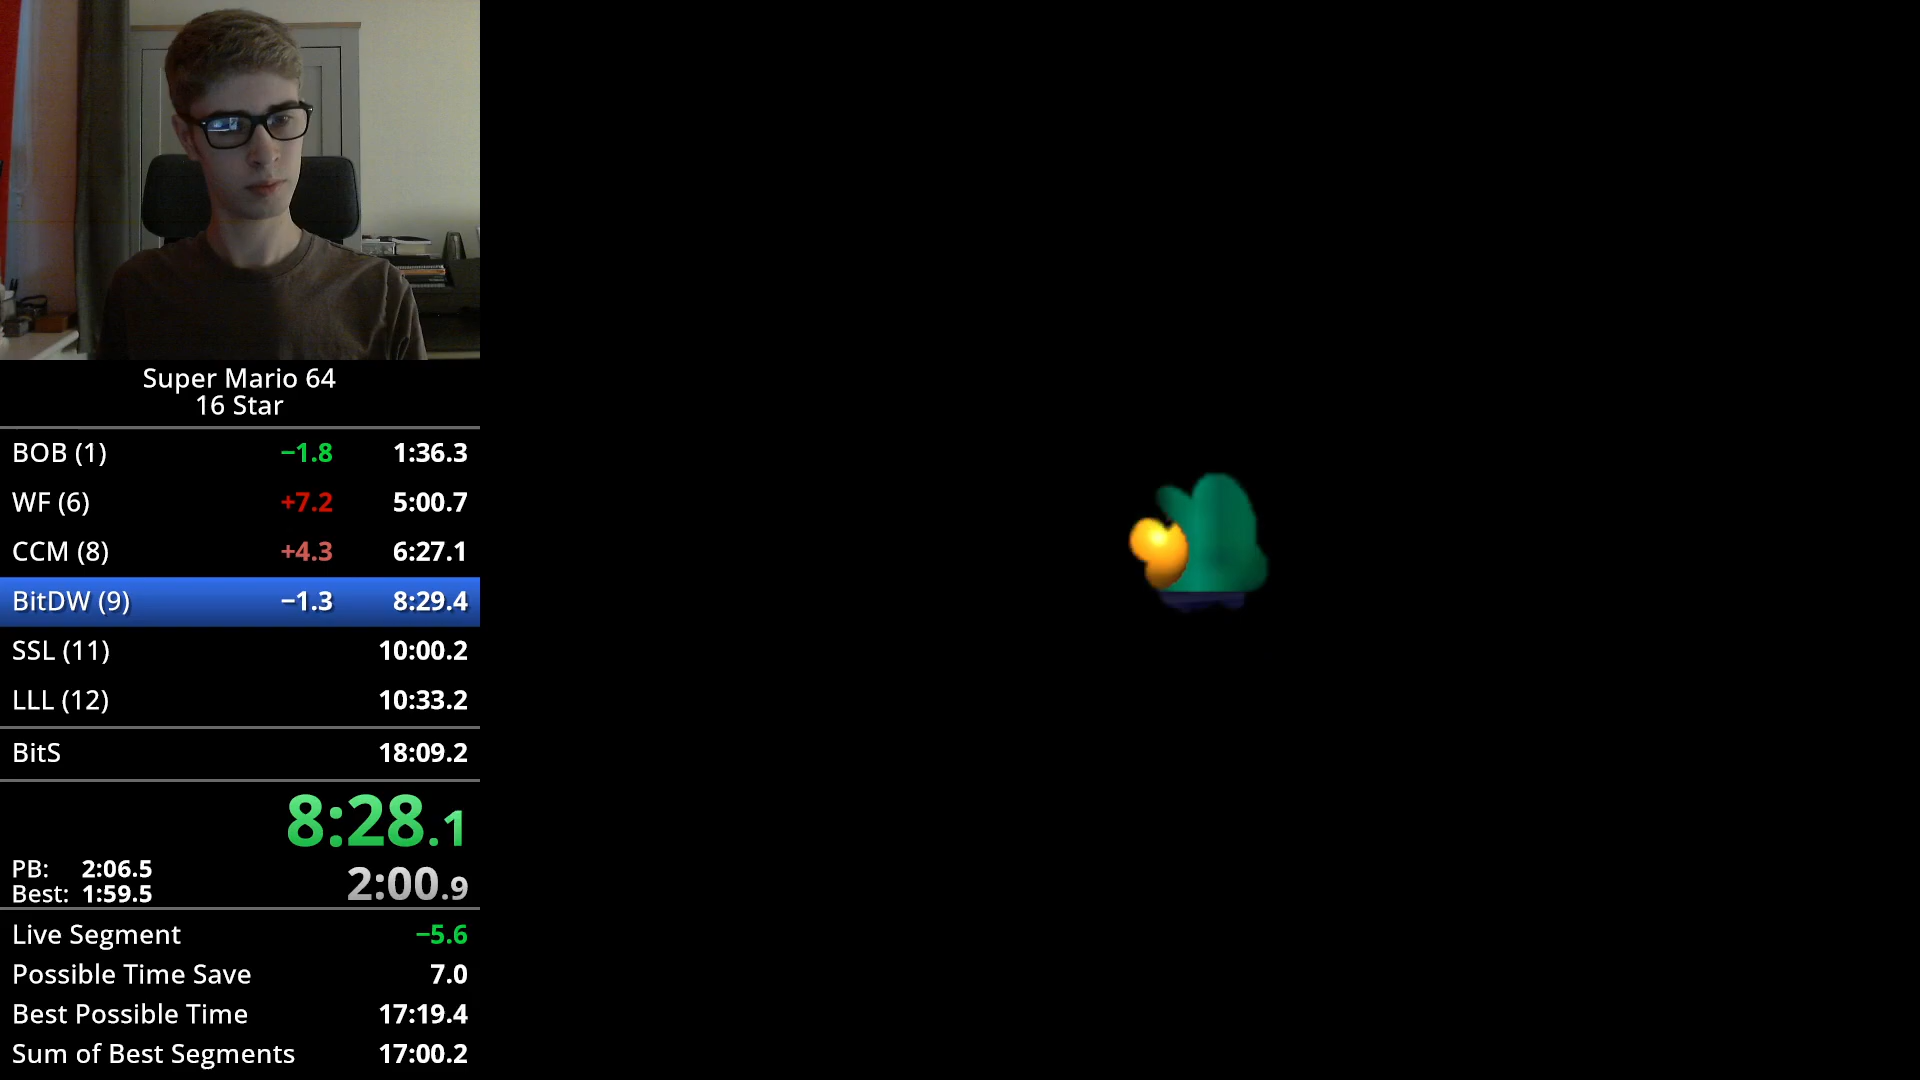 Super Mario 64
16 Star
BOB (1) −1.8 1:36.3
WF (6) +7.2 5:00.7
CCM (8) +4.3 6:27.1
BitDW (9) −1.3 8:29.4
SSL (11) 10:00.2
LLL (12) 10:33.2
BitS 18:09.2
8:28.1
PB: 2:06.5
Best: 1:59.5
2:00.9
Live Segment −5.6
Possible Time Save 7.0
Best Possible Time 17:19.4
Sum of Best Segments 17:00.2